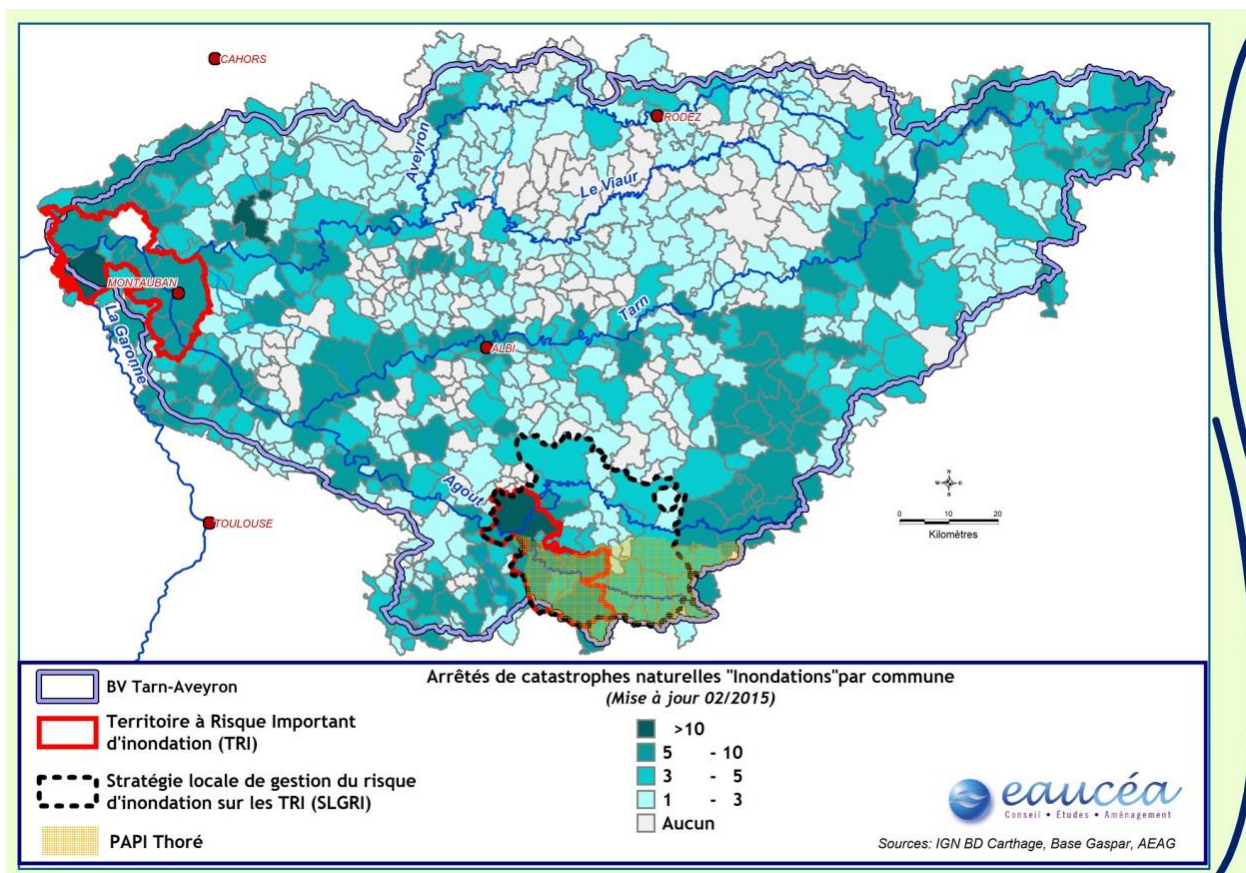 CAHORS
RODEZ
Aveyron
Le Viaur
MONTAUBAN
La Garonne
Tarn
ALBI
Agout
TOULOUSE
N
W E
S
0 10 20
Kilomètres
BV Tarn-Aveyron
Territoire à Risque Important
d'inondation (TRI)
Stratégie locale de gestion du risque
d'inondation sur les TRI (SLGRI)
PAPI Thoré
Arrêtés de catastrophes naturelles "Inondations"par commune
(Mise à jour 02/2015)
>10
5 - 10
3 - 5
1 - 3
Aucun
eaucéa
Conseil • Études • Aménagement
Sources: IGN BD Carthage, Base Gaspar, AEAG